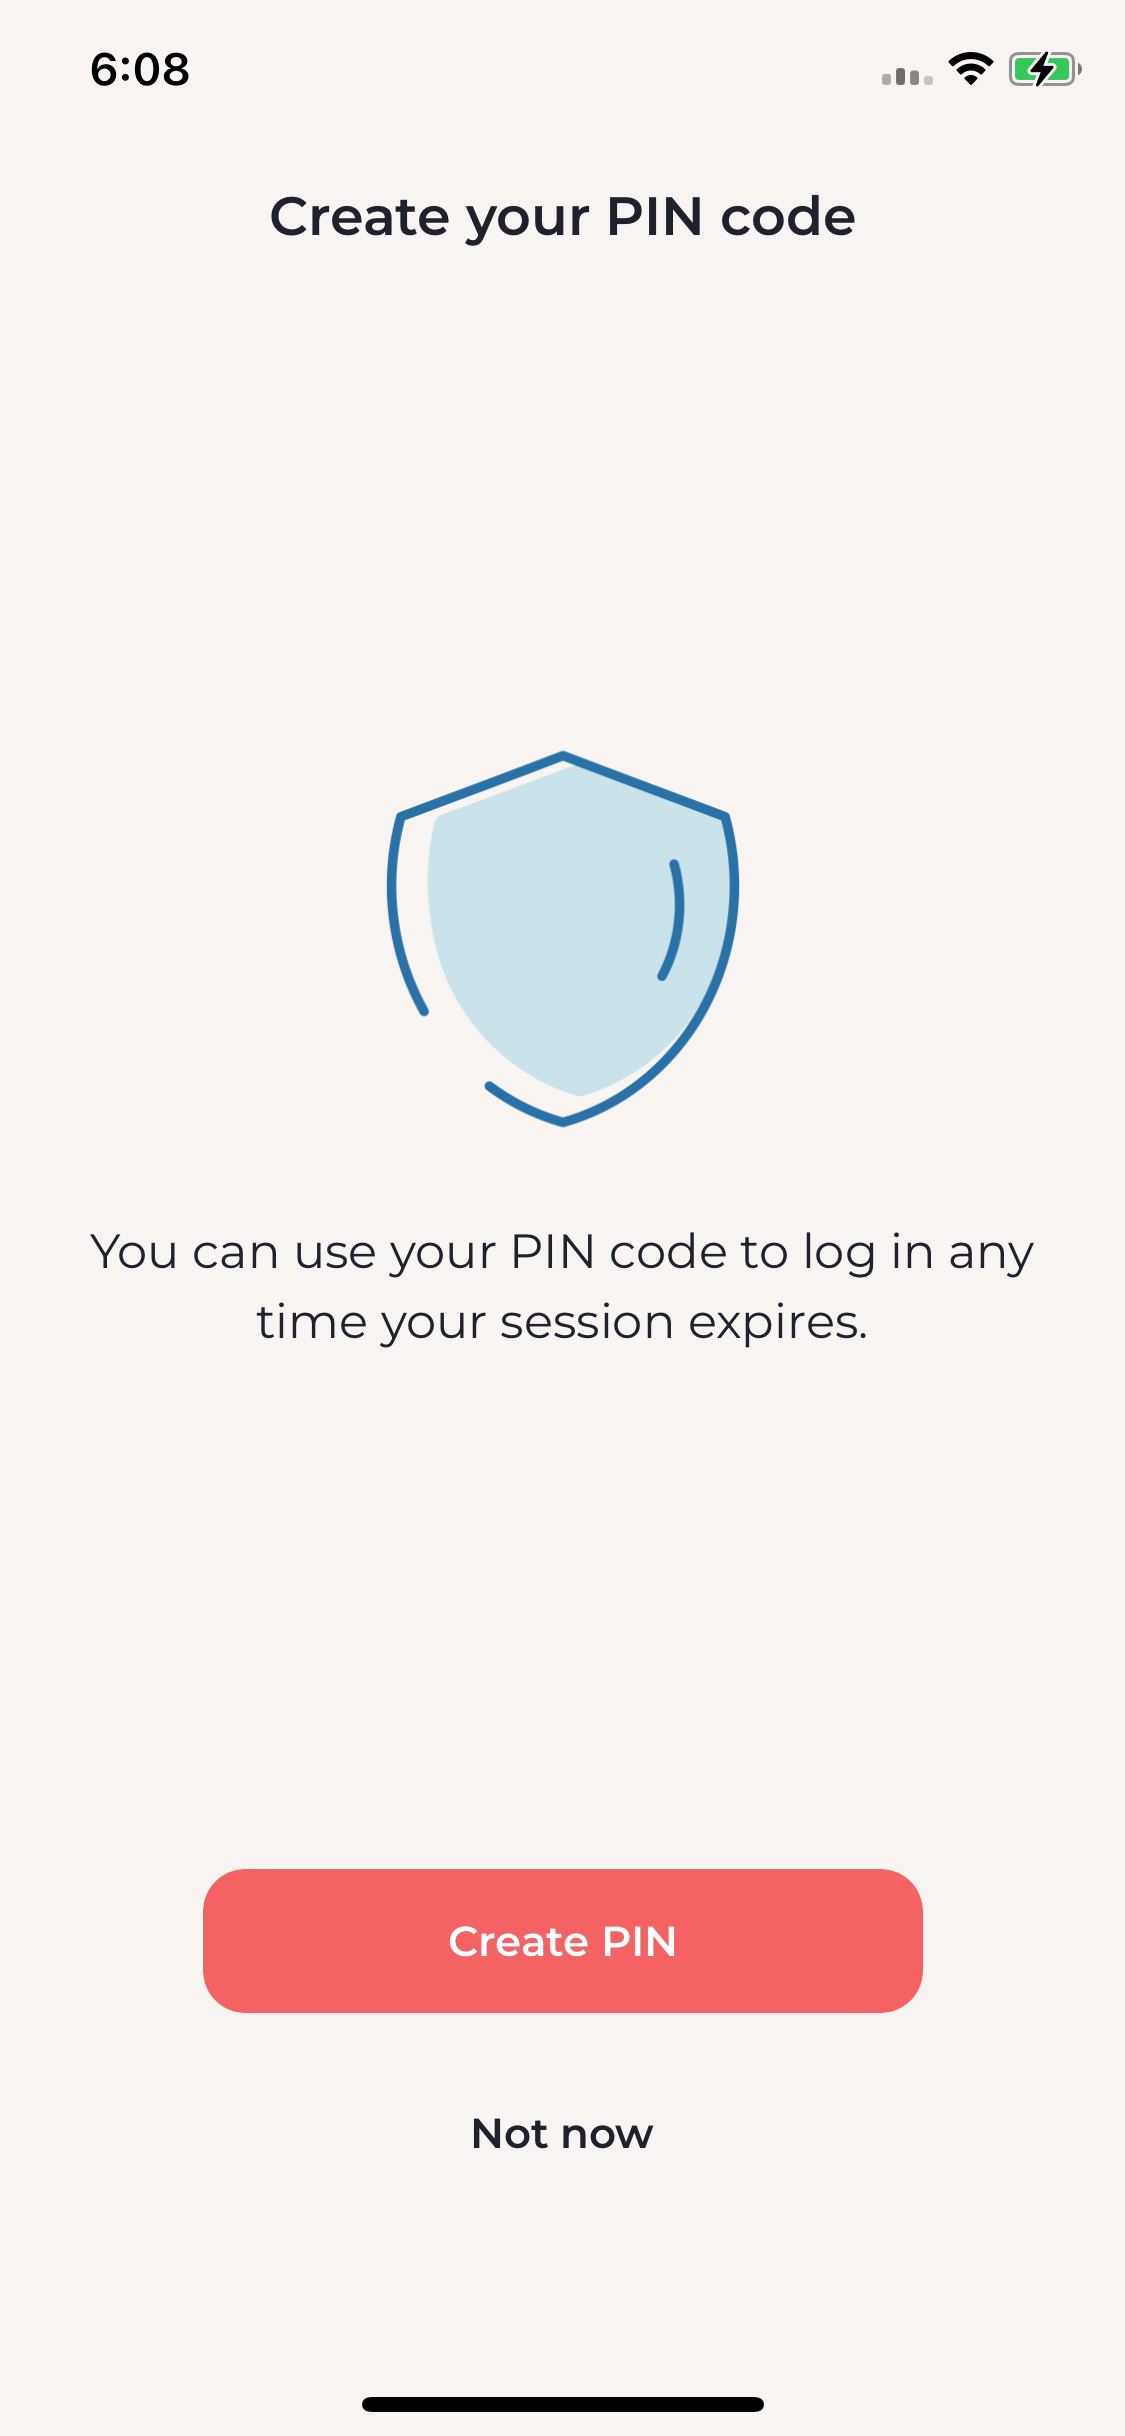 6:08
Create your PIN code
You can use your PIN code to log in any
time your session expires.
Create PIN
Not now